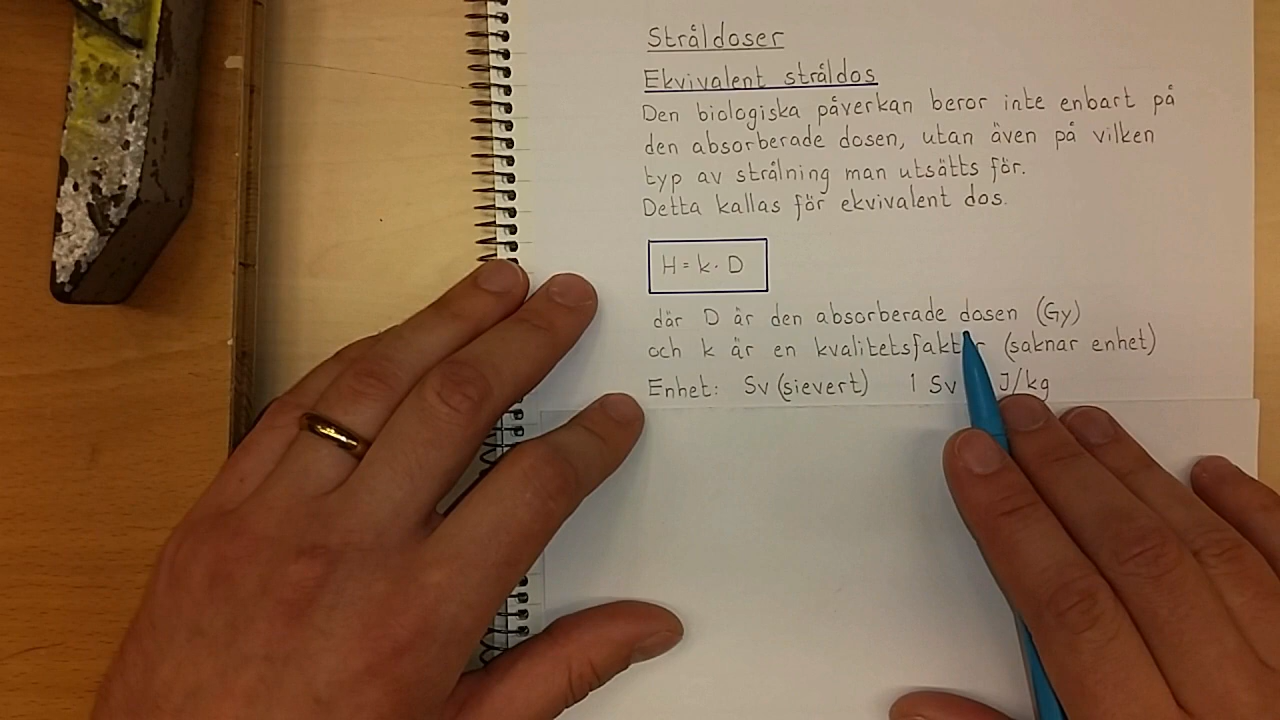 Stråldoser
Ekvivalent stråldos
Den biologiska påverkan beror inte enbart på
den absorberade dosen, utan även på vilken
typ av strålning man utsätts för.
Detta kallas för ekvivalent dos.
H = k · D
där D är den absorberade dosen (Gy)
och k är en kvalitetsfaktor (saknar enhet)
Enhet: Sv (sievert) 1 Sv J/kg